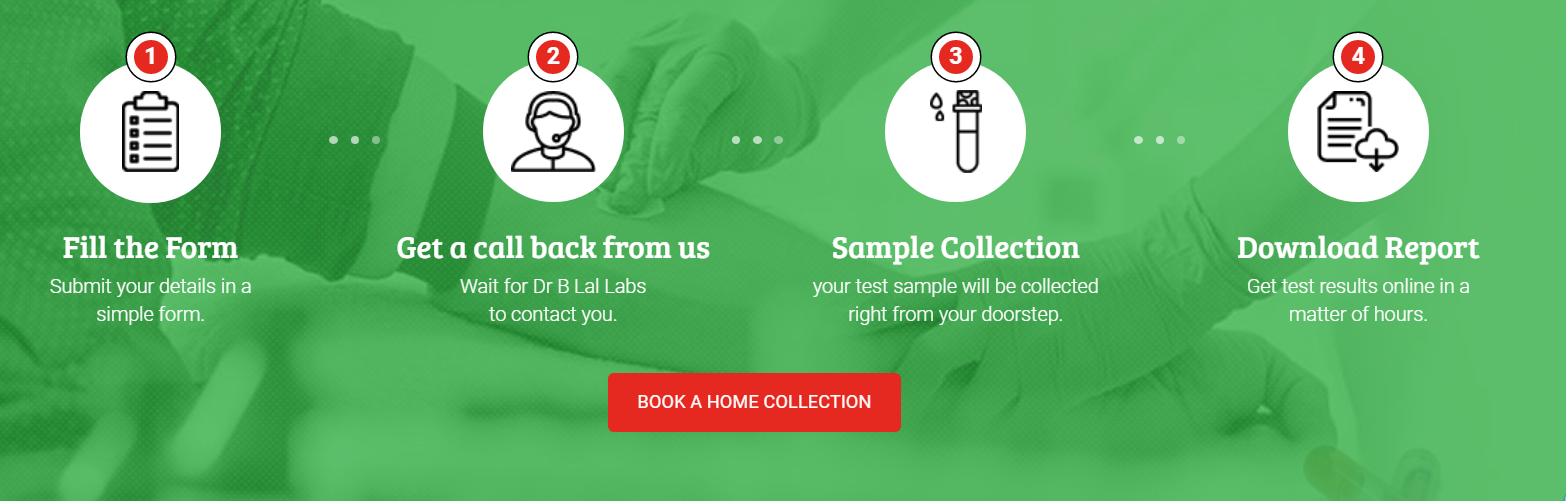 1
Fill the Form
Submit your details in a
simple form.
2
Get a call back from us
Wait for Dr B Lal Labs
to contact you.
3
Sample Collection
your test sample will be collected
right from your doorstep.
4
Download Report
Get test results online in a
matter of hours.
BOOK A HOME COLLECTION